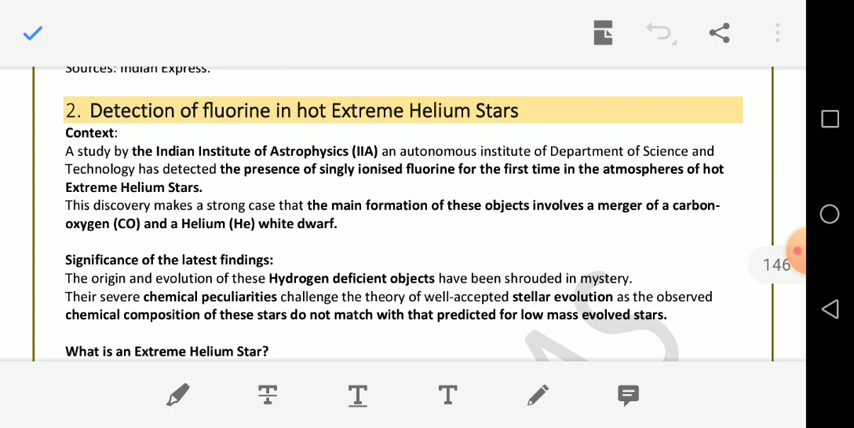 Sources: Indian Express.
2. Detection of fluorine in hot Extreme Helium Stars
Context:
A study by the Indian Institute of Astrophysics (IIA) an autonomous institute of Department of Science and
Technology has detected the presence of singly ionised fluorine for the first time in the atmospheres of hot
Extreme Helium Stars.
This discovery makes a strong case that the main formation of these objects involves a merger of a carbon-
oxygen (CO) and a Helium (He) white dwarf.
Significance of the latest findings:
The origin and evolution of these Hydrogen deficient objects have been shrouded in mystery.
Their severe chemical peculiarities challenge the theory of well-accepted stellar evolution as the observed
chemical composition of these stars do not match with that predicted for low mass evolved stars.
What is an Extreme Helium Star?
146